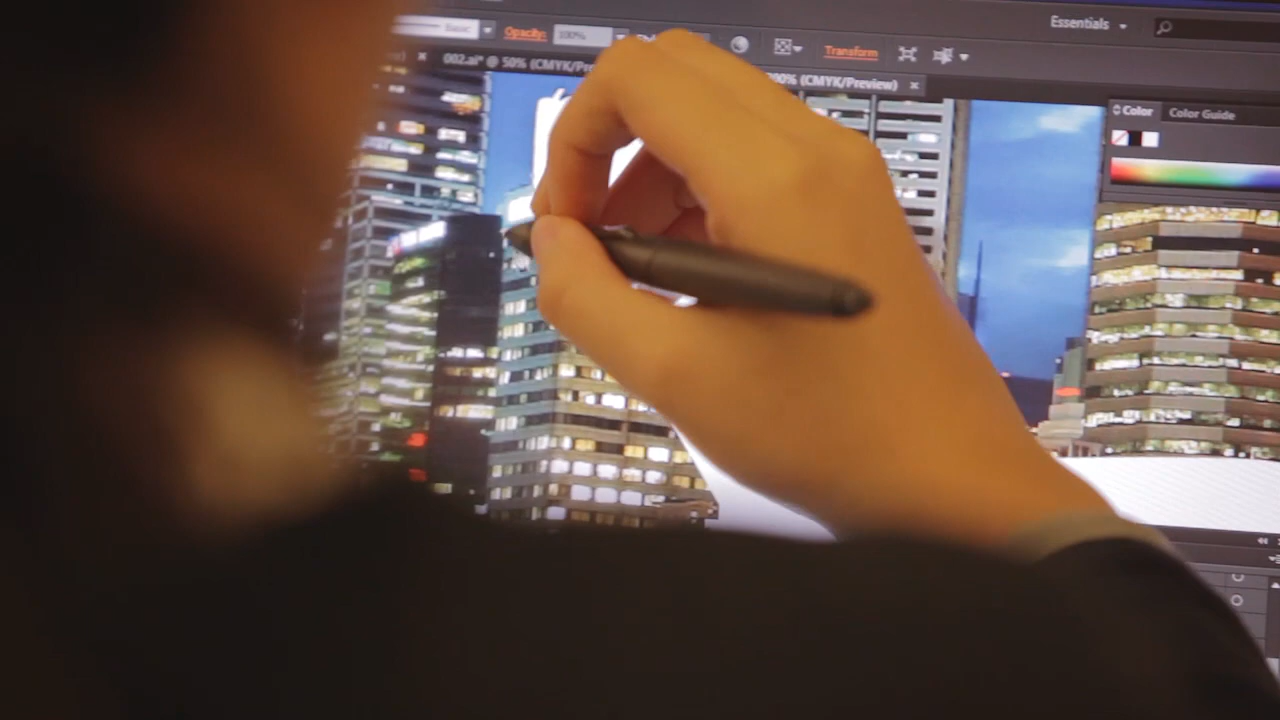 Essentials
Basic Opacity: 100% Transform
002.ai* @ 50% (CMYK/Pre
00% (CMYK/Preview) ×
Color Color Guide